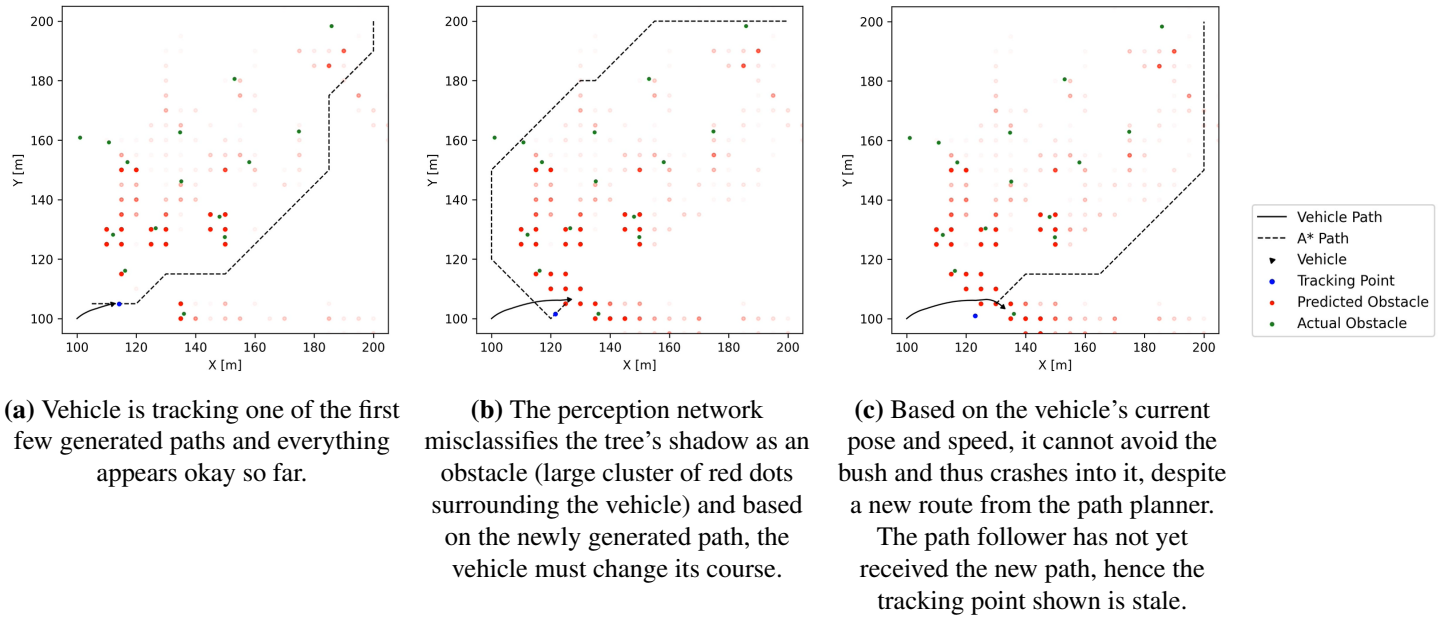 200
180
160
140
120
100
Y [m]
100
120
140
160
180
200
X [m]
200
180
160
140
120
100
Y [m]
100
120
140
160
180
200
X [m]
200
180
160
140
120
100
Y [m]
100
120
140
160
180
200
X [m]
Vehicle Path
A* Path
Vehicle
Tracking Point
Predicted Obstacle
Actual Obstacle
(a) Vehicle is tracking one of the first
few generated paths and everything
appears okay so far.
(b) The perception network
misclassifies the tree's shadow as an
obstacle (large cluster of red dots
surrounding the vehicle) and based
on the newly generated path, the
vehicle must change its course.
(c) Based on the vehicle's current
pose and speed, it cannot avoid the
bush and thus crashes into it, despite
a new route from the path planner.
The path follower has not yet
received the new path, hence the
tracking point shown is stale.